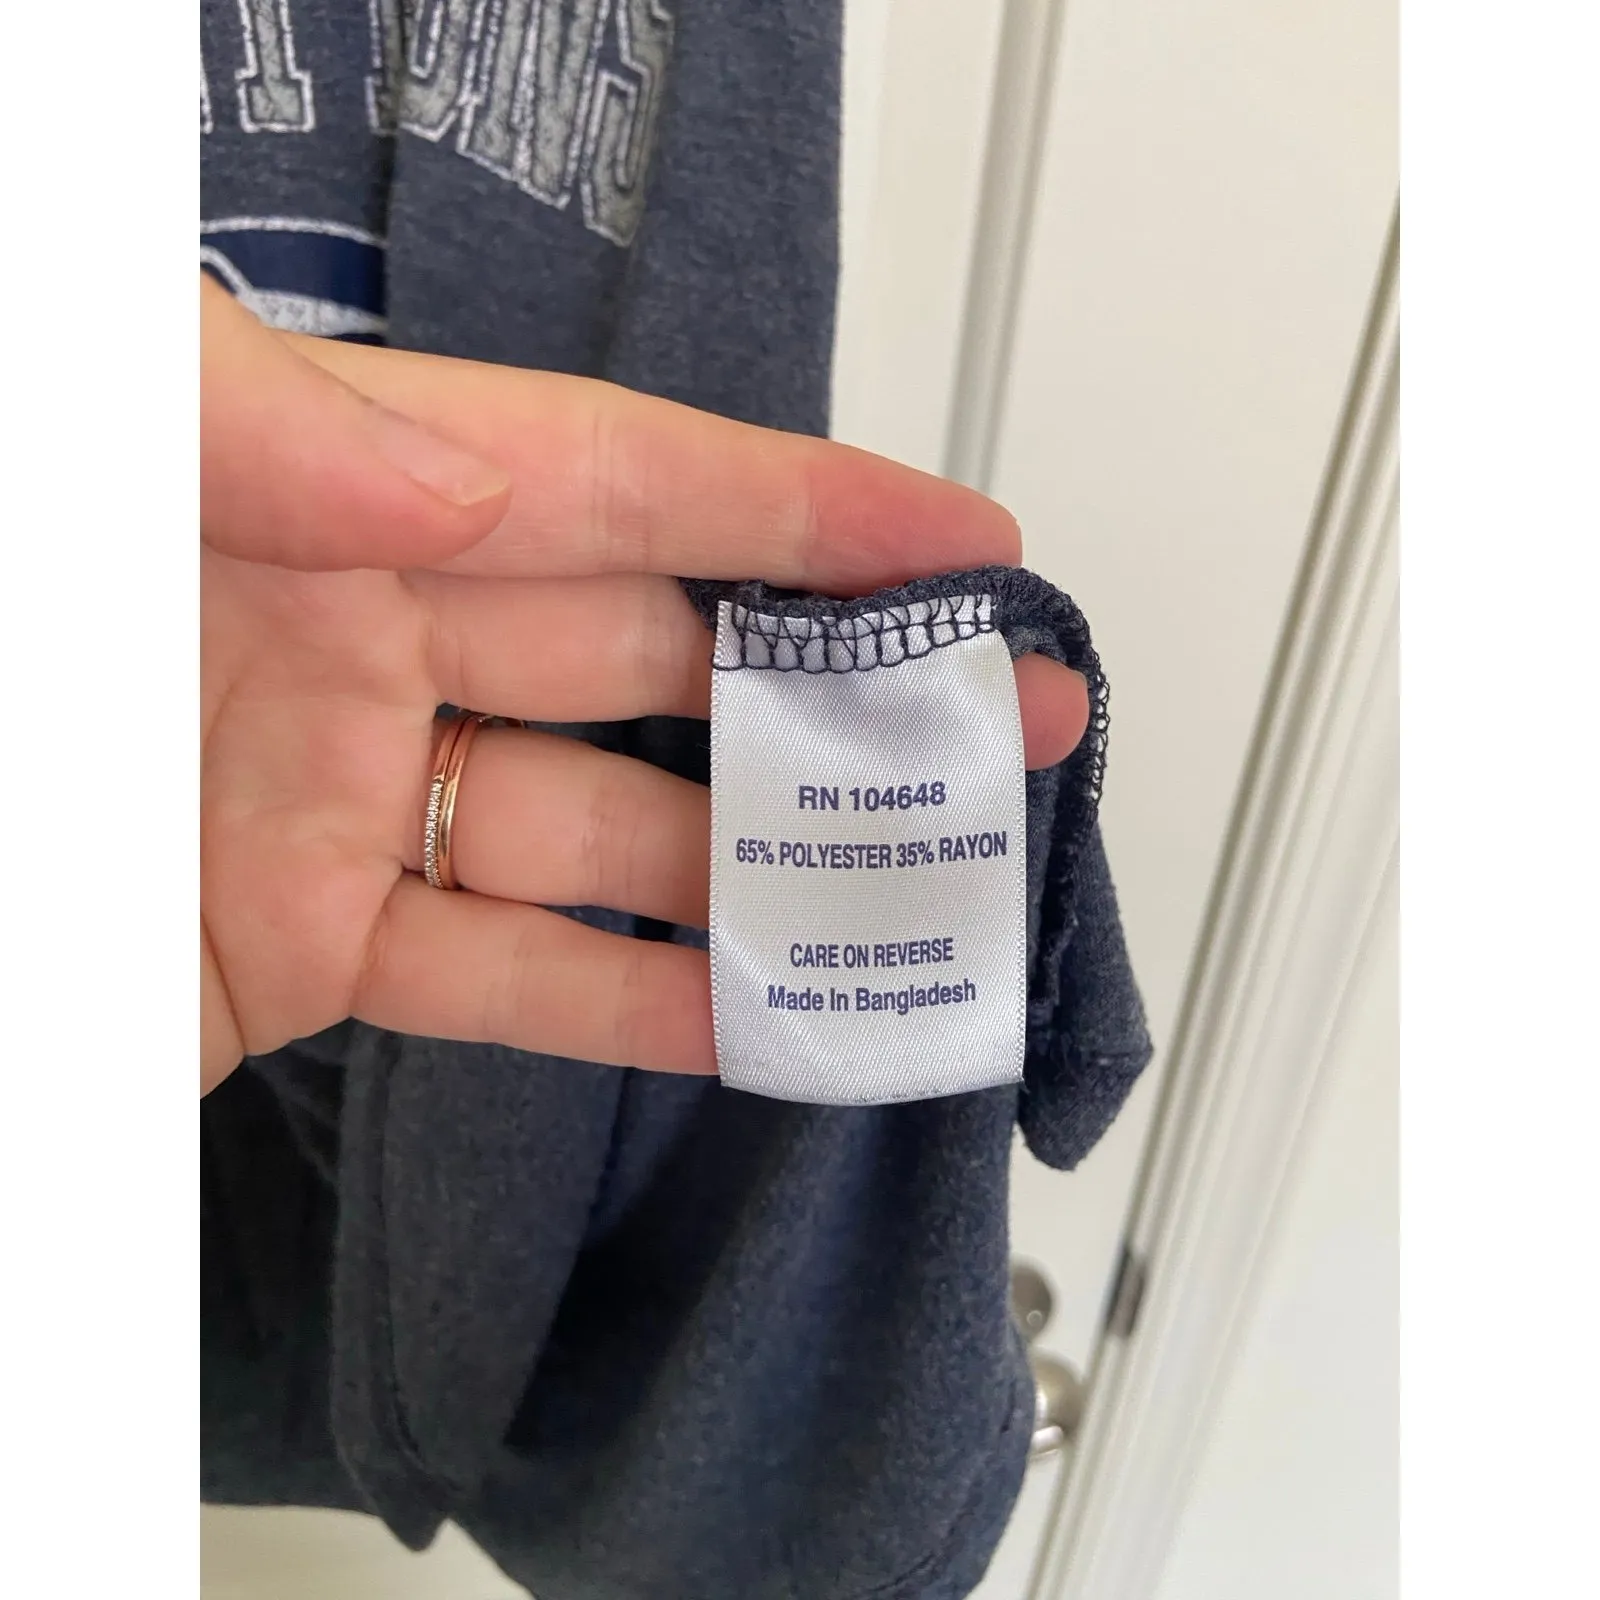 RN 104648
65% POLYESTER 35% RAYON
CARE ON REVERSE
Made In Bangladesh